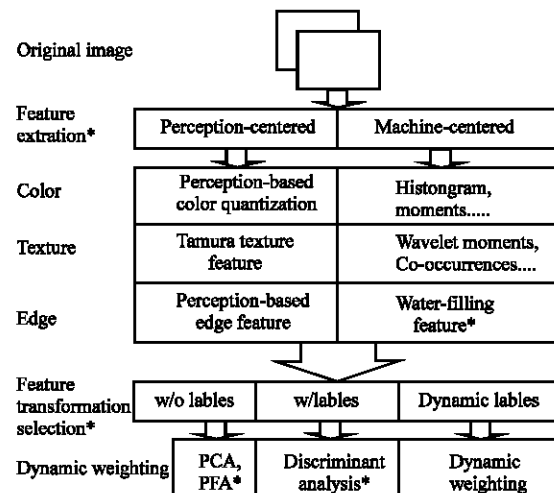 Original image
Feature
extration*
Perception-centered
Machine-centered
Color
Perception-based
color quantization
Histongram,
moments.....
Texture
Tamura texture
feature
Wavelet moments,
Co-occurrences....
Edge
Perception-based
edge feature
Water-filling
feature*
Feature
transformation
selection*
w/o lables
w/lables
Dynamic lables
Dynamic weighting
PCA,
PFA*
Discriminant
analysis*
Dynamic
weighting